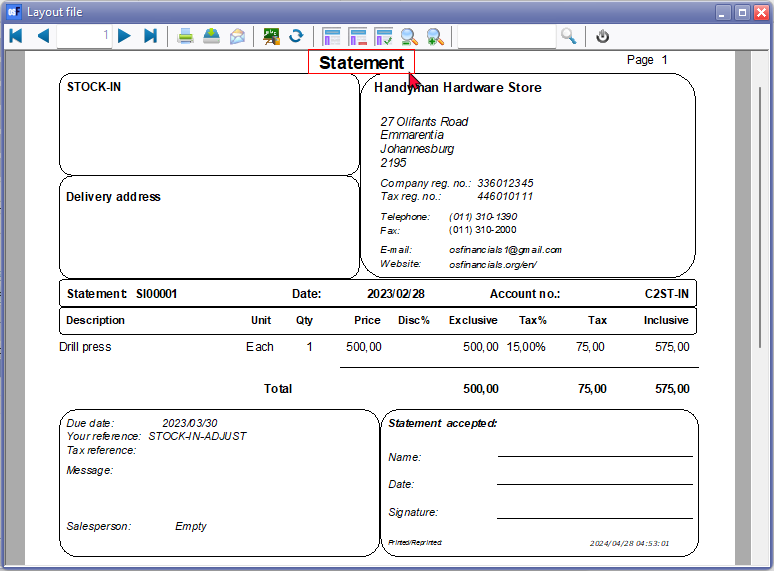 Layout file
1
Statement
Page 1
STOCK-IN
Handyman Hardware Store
27 Olifants Road
Emmarentia
Johannesburg
2195
Company reg. no.: 336012345
Tax reg. no.: 446010111
Delivery address
Telephone: (011) 310-1390
Fax: (011) 310-2000
E-mail: osfinancials1@gmail.com
Website: osfinancials.org/en/
Statement: SI00001 Date: 2023/02/28 Account no.: C2ST-IN
Description Unit Qty Price Disc% Exclusive Tax% Tax Inclusive
Drill press Each 1 500,00 500,00 15,00% 75,00 575,00
Total 500,00 75,00 575,00
Due date: 2023/03/30
Your reference: STOCK-IN-ADJUST
Tax reference:
Message:
Salesperson: Empty
Statement accepted:
Name:
Date:
Signature:
Printed/Reprinted: 2024/04/28 04:53:01